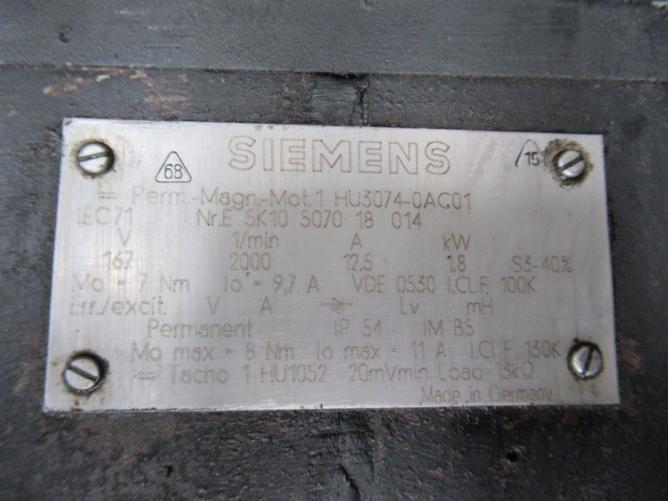 68 SIEMENS 15
= Perm.-Magn.-Mot.1 HU3074-0AC01
IEC71 Nr.E 5K10 5070 18 014
V 1/min A kW
167 2000 12,5 1.8 S3-40%
Mo = 7 Nm Io = 9,7 A VDE 0530 I.CL.F. 100K
Err./excit. V A Lv mH
Permanent IP 54 IM B5
Mo max = 8 Nm Io max = 11 A I.Cl.F. 130K
= Tacho 1 HU1052 20mVmin. Load 13kΩ
Made in Germany